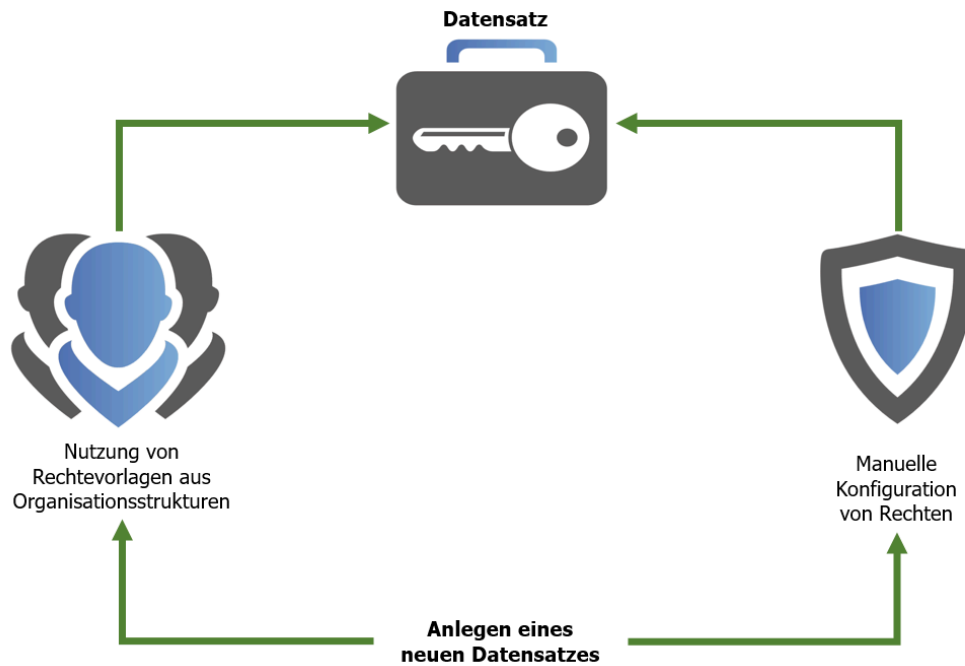 Datensatz
Nutzung von
Rechtevorlagen aus
Organisationsstrukturen
Manuelle
Konfiguration
von Rechten
Anlegen eines
neuen Datensatzes